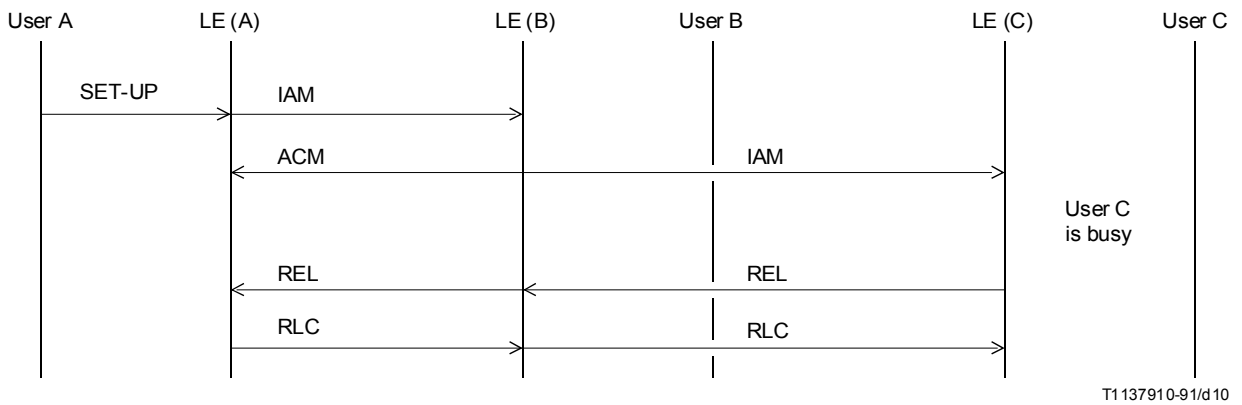 User A
LE (A)
LE (B)
User B
LE (C)
User C
SET-UP
IAM
ACM
IAM
User C
is busy
REL
REL
RLC
RLC
T1137910-91/d10